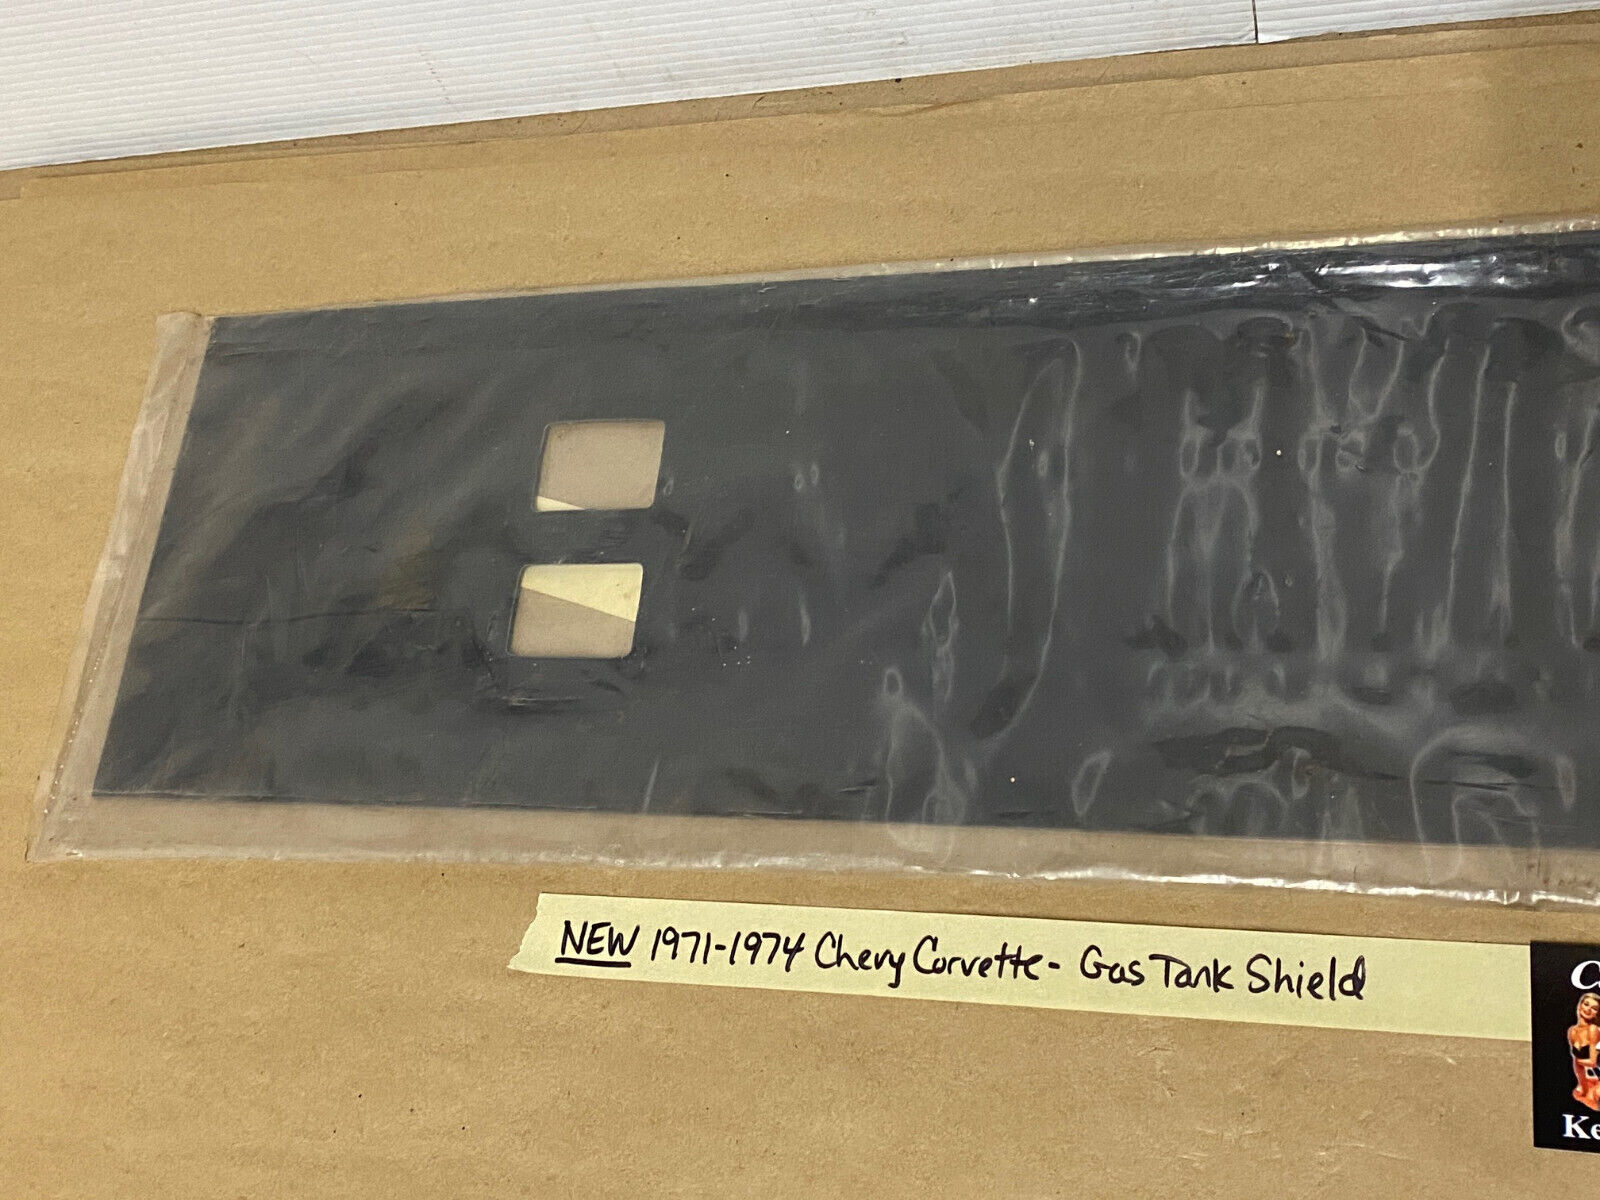 NEW 1971-1974 Chevy Corvette - Gas Tank Shield